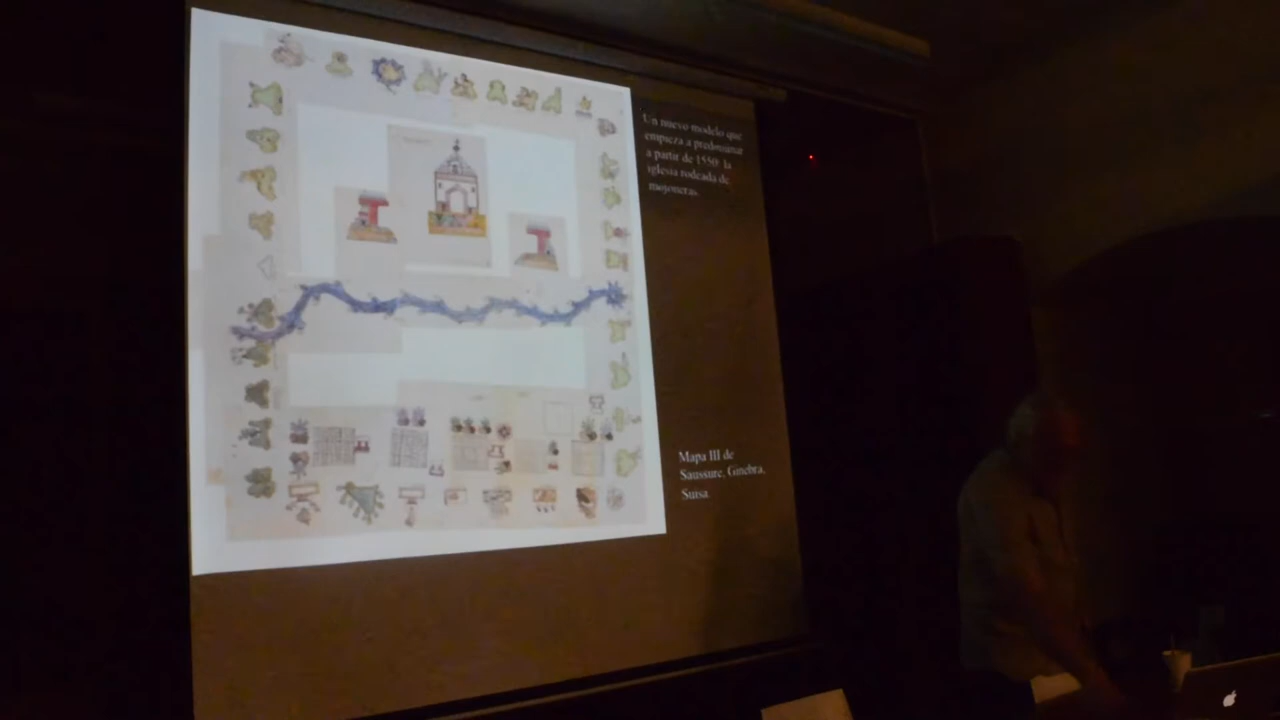 Un nuevo modelo que
empieza a predominar
a partir de 1550: la
iglesia rodeada de
mojoneras.
Mapa III de
Saussure, Ginebra,
Suisa